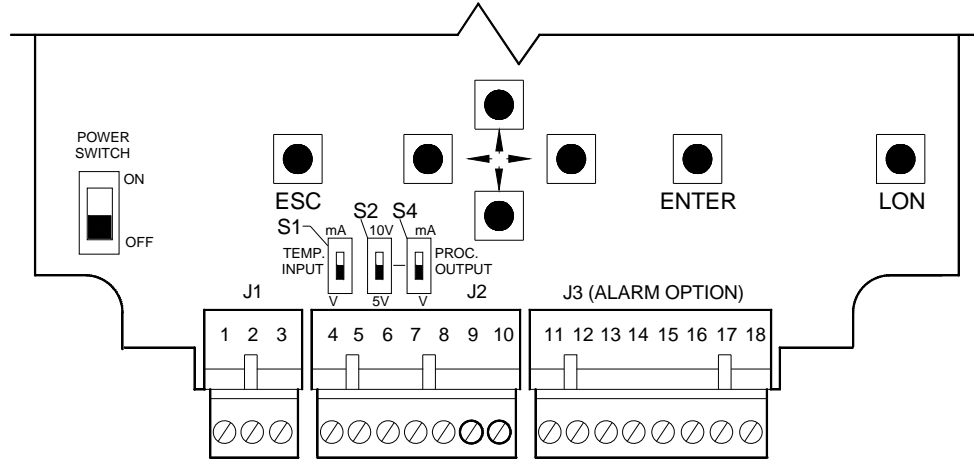 POWER
SWITCH
ON
OFF
ESC
ENTER
LON
S1
S2
S4
mA
10V
mA
TEMP.
INPUT
PROC.
OUTPUT
V
5V
V
J1
J2
J3 (ALARM OPTION)
1 2 3
4 5 6 7 8 9 10
11 12 13 14 15 16 17 18